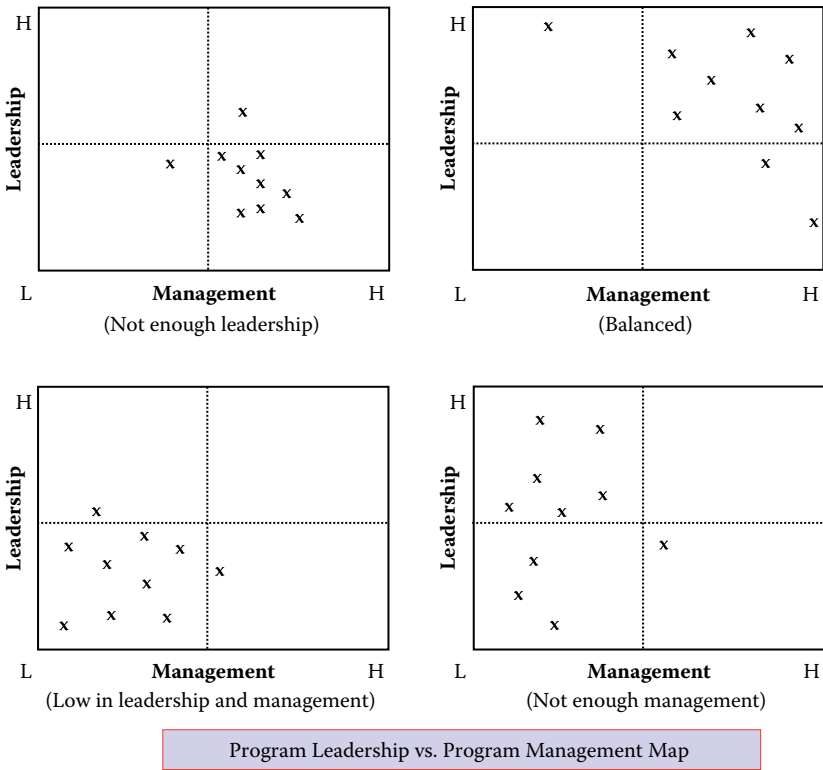 H
Leadership
L Management H
(Not enough leadership)
H
Leadership
L Management H
(Balanced)
H
Leadership
L Management H
(Low in leadership and management)
H
Leadership
L Management H
(Not enough management)
Program Leadership vs. Program Management Map